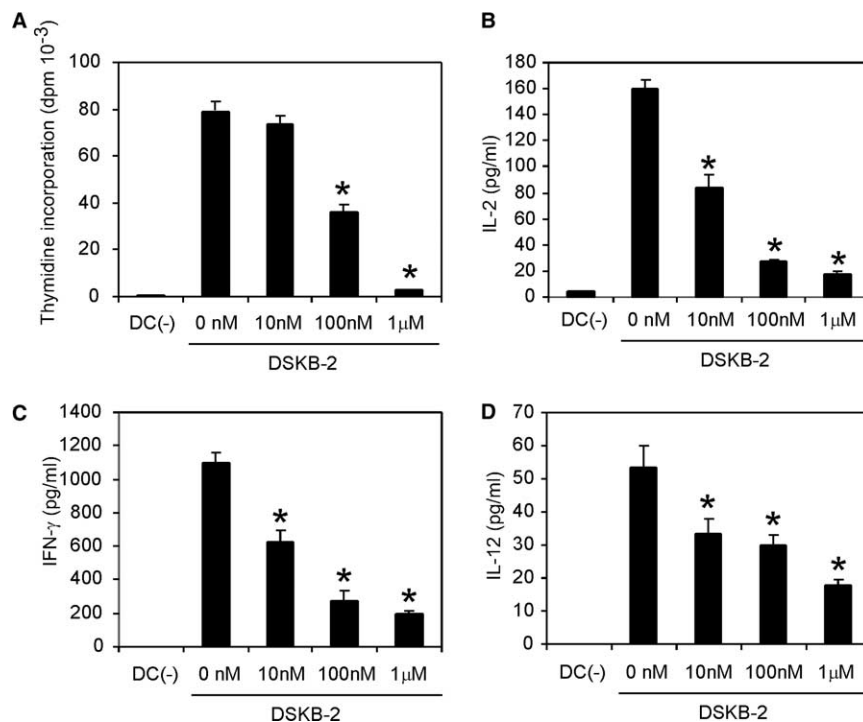 A
Thymidine incorporation (dpm 10⁻³)
100
80
60
40
20
0
*
*
DC(-) 0 nM 10nM 100nM 1μM
DSKB-2
B
IL-2 (pg/ml)
180
160
140
120
100
80
60
40
20
0
*
*
*
DC(-) 0 nM 10nM 100nM 1μM
DSKB-2
C
IFN-γ (pg/ml)
1400
1200
1000
800
600
400
200
0
*
*
*
DC(-) 0 nM 10nM 100nM 1μM
DSKB-2
D
IL-12 (pg/ml)
70
60
50
40
30
20
10
0
*
*
*
DC(-) 0 nM 10nM 100nM 1μM
DSKB-2